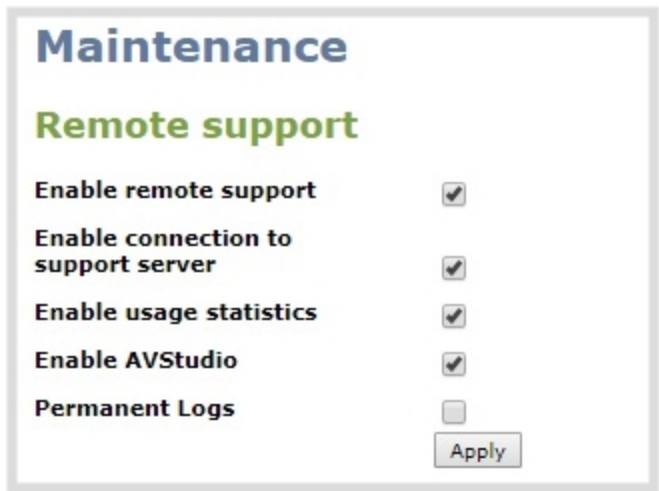 Maintenance
Remote support
Enable remote support
Enable connection to
support server
Enable usage statistics
Enable AVStudio
Permanent Logs
Apply